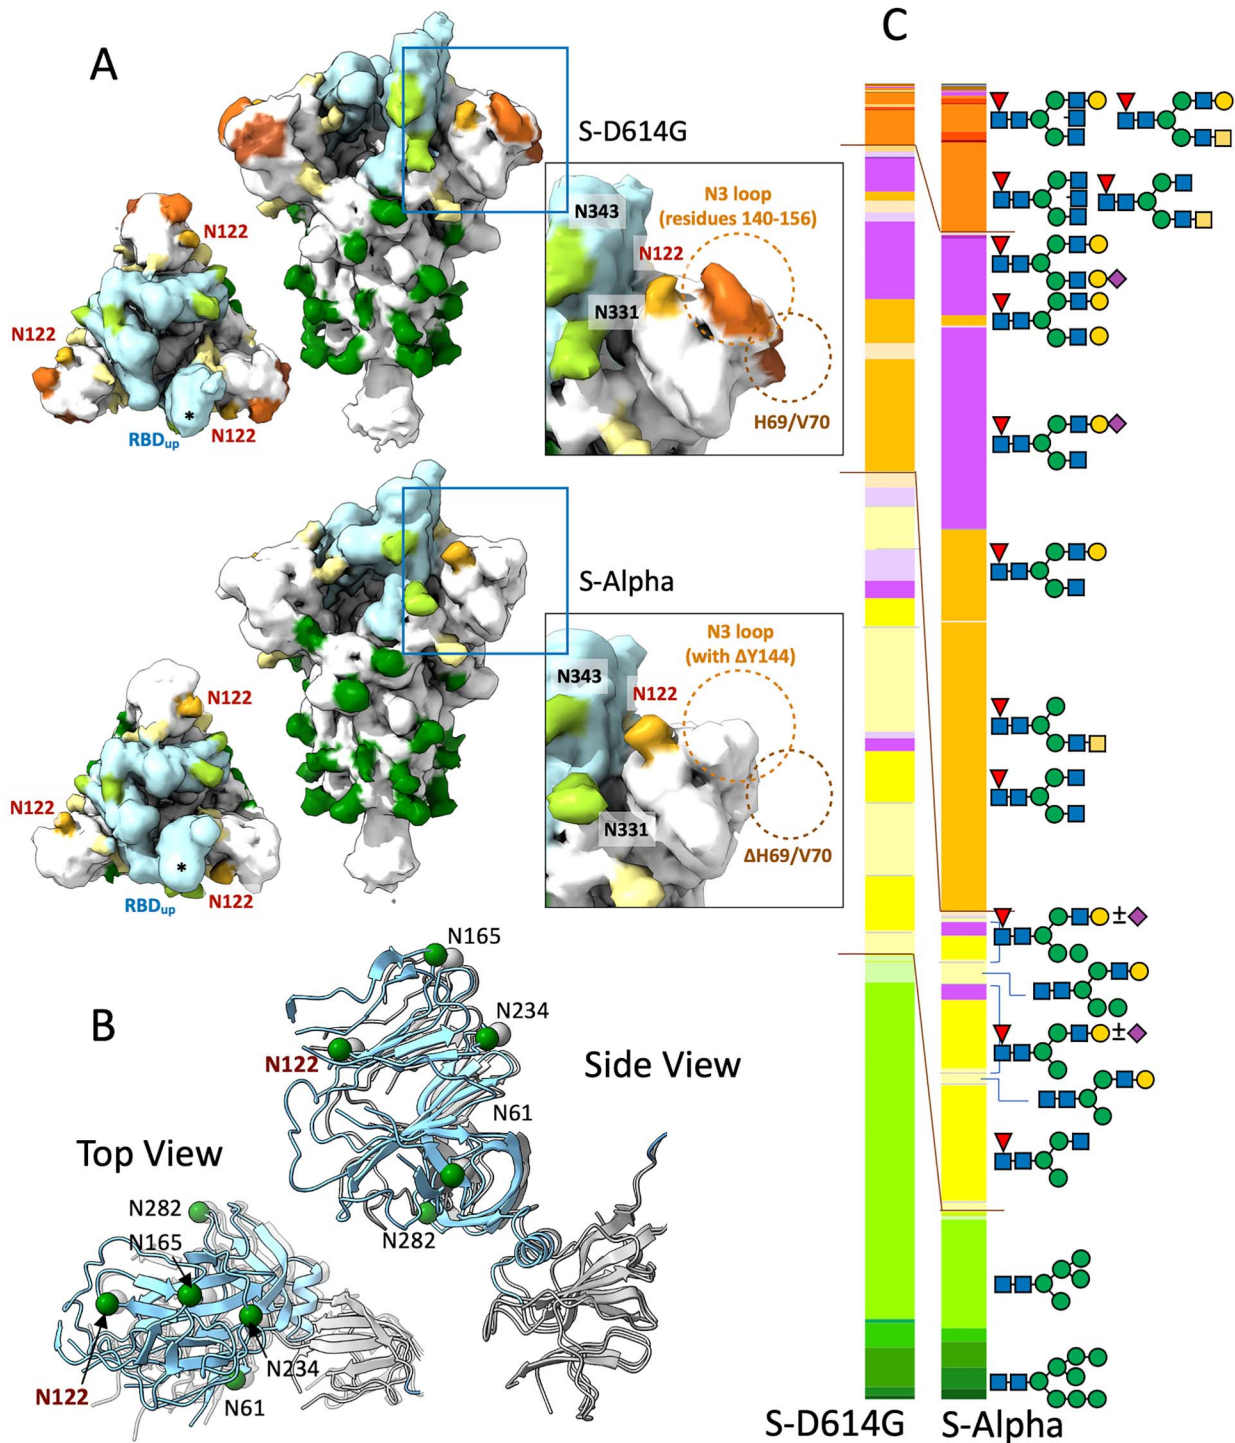 A
C
S-D614G
N122
N122
RBDup
*
N122
N343
N122
N331
N3 loop
(residues 140-156)
H69/V70
S-Alpha
N122
N122
RBDup
*
N122
N343
N122
N331
N3 loop
(with ΔY144)
ΔH69/V70
B
N165
N234
N122
N61
N282
Side View
Top View
N282
N165
N234
N122
N61
±
±
S-D614G
S-Alpha